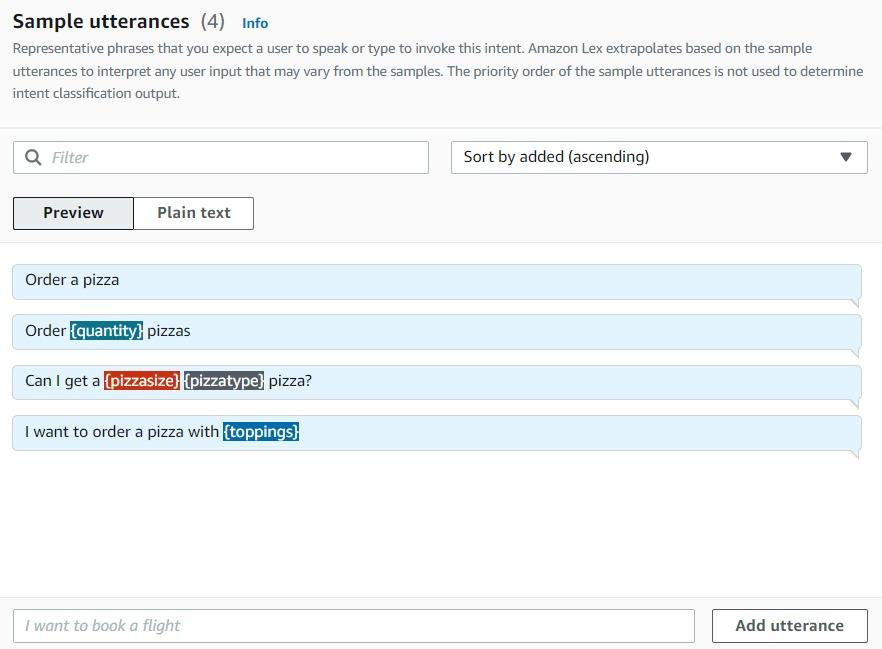 Sample utterances (4) Info
Representative phrases that you expect a user to speak or type to invoke this intent. Amazon Lex extrapolates based on the sample
utterances to interpret any user input that may vary from the samples. The priority order of the sample utterances is not used to determine
intent classification output.
Filter
Sort by added (ascending)
Preview
Plain text
Order a pizza
Order {quantity} pizzas
Can I get a {pizzasize} {pizzatype} pizza?
I want to order a pizza with {toppings}
I want to book a flight
Add utterance